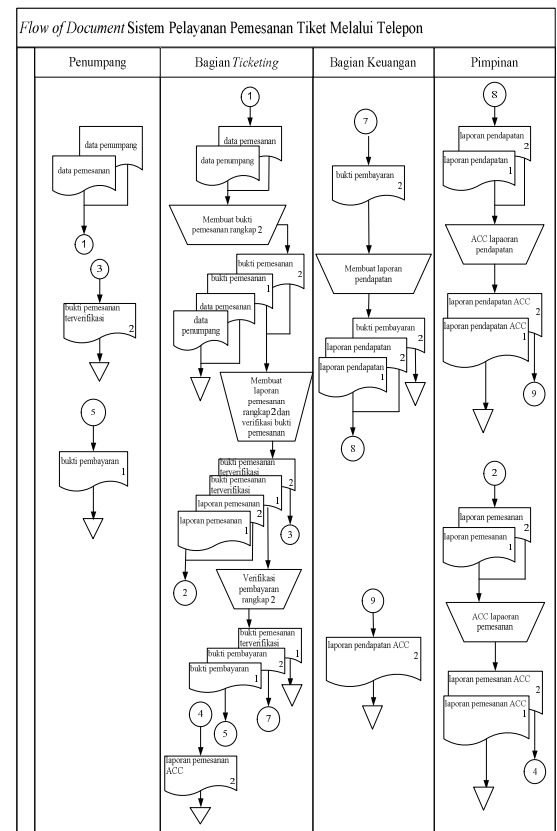 Flow of Document Sistem Pelayanan Pemesanan Tiket Melalui Telepon
Penumpang
Bagian Ticketing
Bagian Keuangan
Pimpinan
data penumpang
data pemesanan
1
3
bukti pemesanan
terverifikasi
2
5
bukti pembayaran
1
1
data pemesanan
data penumpang
Membuat bukti
pemesanan rangkap 2
bukti pemesanan
2
bukti pemesanan
1
data pemesanan
data
penumpang
Membuat
laporan
pemesanan
rangkap 2 dan
verifikasi bukti
pemesanan
bukti pemesanan
terverifikasi
2
bukti pemesanan
terverifikasi
1
laporan pemesanan
2
laporan pemesanan
1
3
2
Verifikasi
pembayaran
rangkap 2
bukti pemesanan
terverifikasi
1
bukti pembayaran
2
bukti pembayaran
1
4
5
7
laporan pemesanan
ACC
2
7
bukti pembayaran
2
Membuat laporan
pendapatan
bukti pembayaran
2
laporan pendapatan
2
laporan pendapatan
1
8
9
laporan pendapatan ACC
2
8
laporan pendapatan
2
laporan pendapatan
1
ACC lapaoran
pendapatan
laporan pendapatan ACC
2
laporan pendapatan ACC
1
9
2
laporan pemesanan
2
laporan pemesanan
1
ACC lapaoran
pemesanan
laporan pemesanan ACC
2
laporan pemesanan ACC
1
4